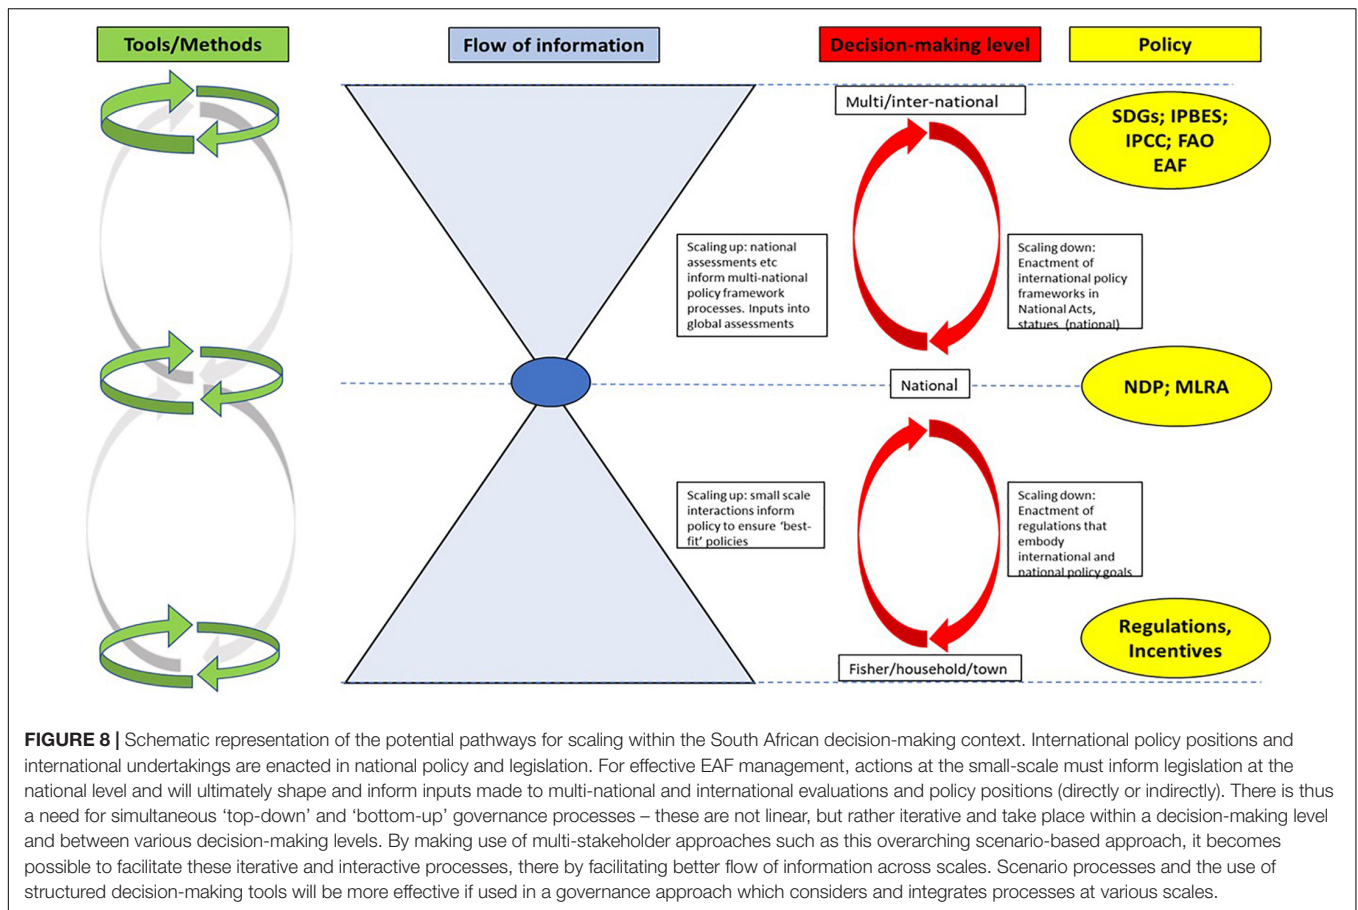 Tools/Methods
Flow of information
Decision-making level
Policy
Multi/inter-national
SDGs; IPBES;
IPCC; FAO
EAF
Scaling up: national
assessments etc
inform multi-national
policy framework
processes. Inputs into
global assessments
Scaling down:
Enactment of
international policy
frameworks in
National Acts,
statues (national)
National
NDP; MLRA
Scaling up: small scale
interactions inform
policy to ensure ‘best-
fit’ policies
Scaling down:
Enactment of
regulations that
embody
international and
national policy goals
Regulations,
Incentives
Fisher/household/town
FIGURE 8 | Schematic representation of the potential pathways for scaling within the South African decision-making context. International policy positions and
international undertakings are enacted in national policy and legislation. For effective EAF management, actions at the small-scale must inform legislation at the
national level and will ultimately shape and inform inputs made to multi-national and international evaluations and policy positions (directly or indirectly). There is thus
a need for simultaneous ‘top-down’ and ‘bottom-up’ governance processes – these are not linear, but rather iterative and take place within a decision-making level
and between various decision-making levels. By making use of multi-stakeholder approaches such as this overarching scenario-based approach, it becomes
possible to facilitate these iterative and interactive processes, there by facilitating better flow of information across scales. Scenario processes and the use of
structured decision-making tools will be more effective if used in a governance approach which considers and integrates processes at various scales.